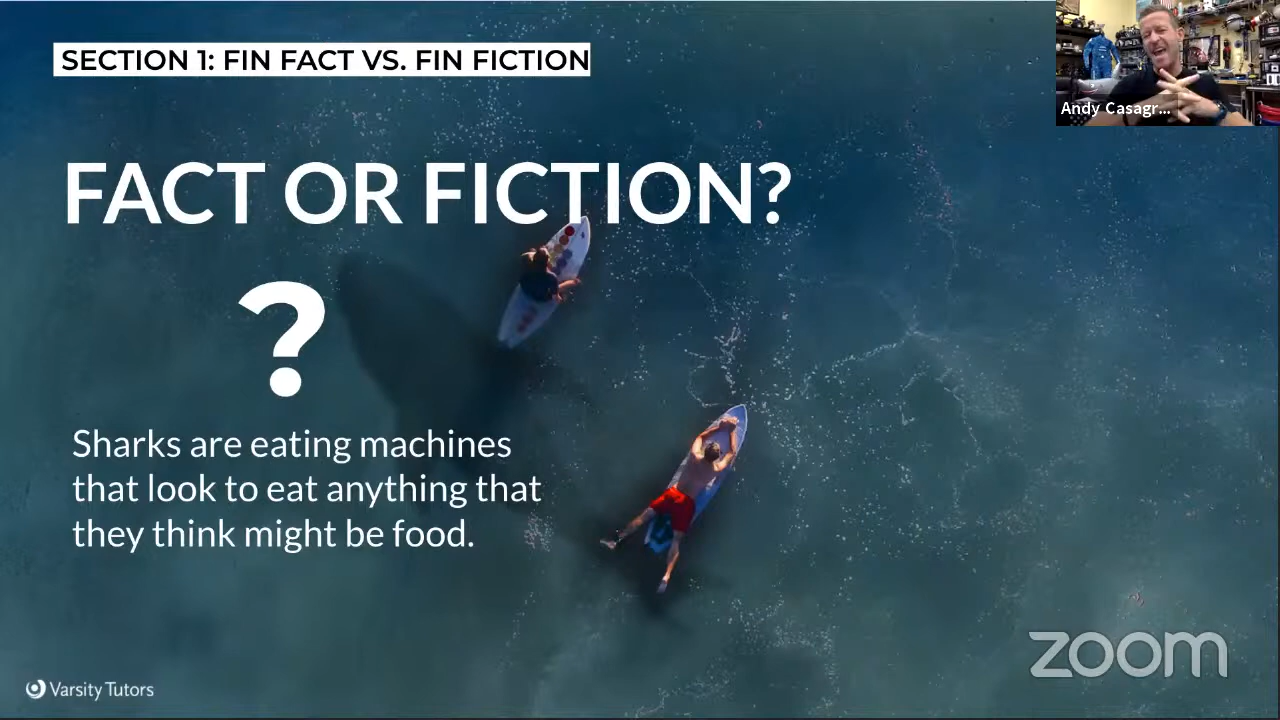 SECTION 1: FIN FACT VS. FIN FICTION
Andy Casagr...
FACT OR FICTION?
?
Sharks are eating machines
that look to eat anything that
they think might be food.
zoom
Varsity Tutors